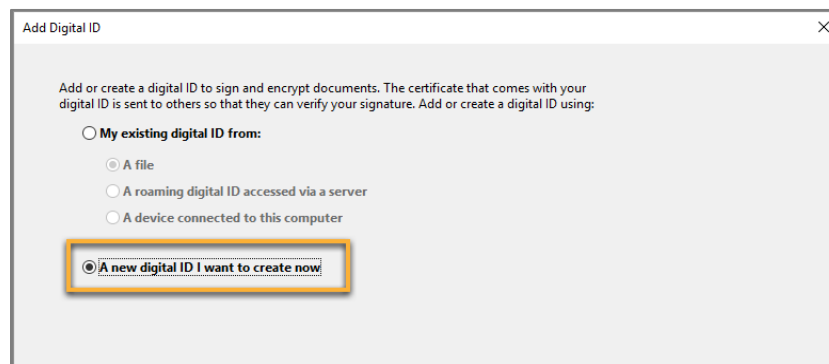 Add Digital ID
Add or create a digital ID to sign and encrypt documents. The certificate that comes with your
digital ID is sent to others so that they can verify your signature. Add or create a digital ID using:
My existing digital ID from:
A file
A roaming digital ID accessed via a server
A device connected to this computer
A new digital ID I want to create now